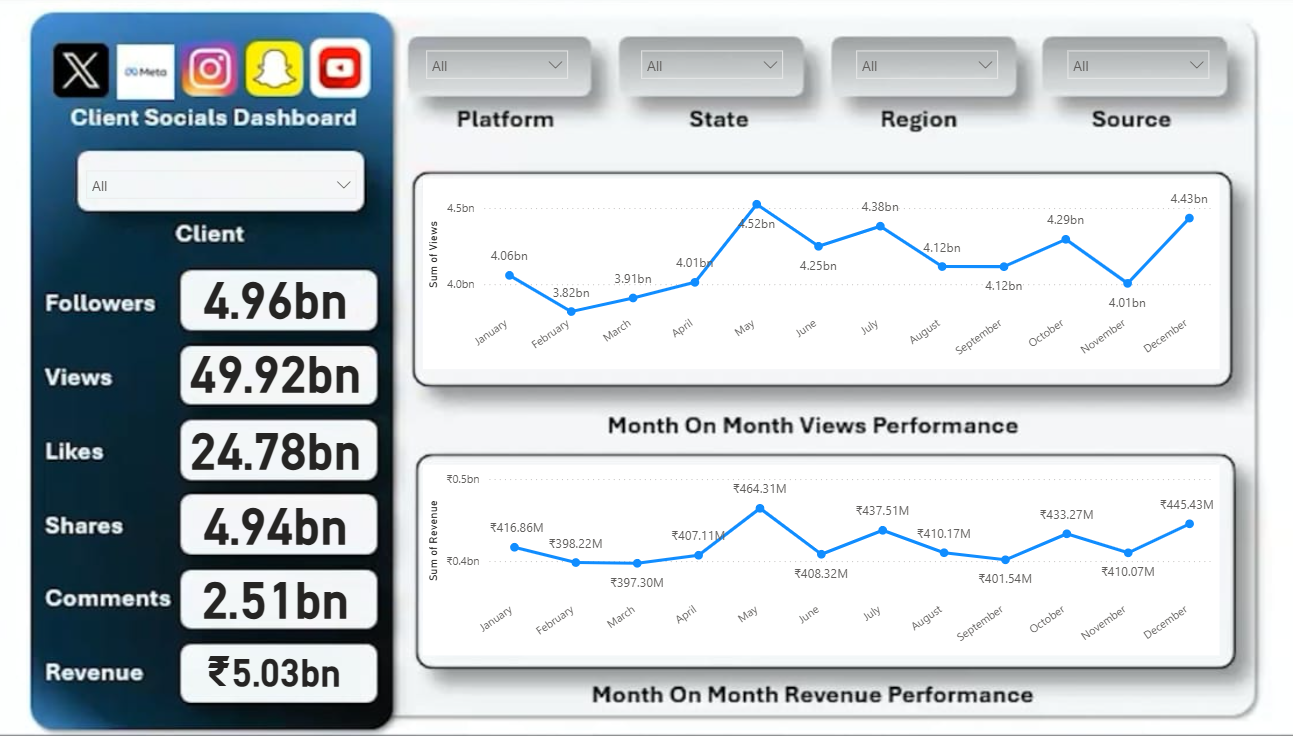 X
Meta
Client Socials Dashboard
All
Client
Followers 4.96bn
Views 49.92bn
Likes 24.78bn
Shares 4.94bn
Comments 2.51bn
Revenue ₹5.03bn
All All All All
Platform State Region Source
Sum of Views
4.5bn
4.0bn
4.06bn 3.82bn 3.91bn 4.01bn 4.52bn 4.25bn 4.38bn 4.12bn 4.12bn 4.29bn 4.01bn 4.43bn
January February March April May June July August September October November December
Month On Month Views Performance
Sum of Revenue
₹0.5bn
₹0.4bn
₹416.86M ₹398.22M ₹397.30M ₹407.11M ₹464.31M ₹408.32M ₹437.51M ₹410.17M ₹401.54M ₹433.27M ₹410.07M ₹445.43M
January February March April May June July August September October November December
Month On Month Revenue Performance